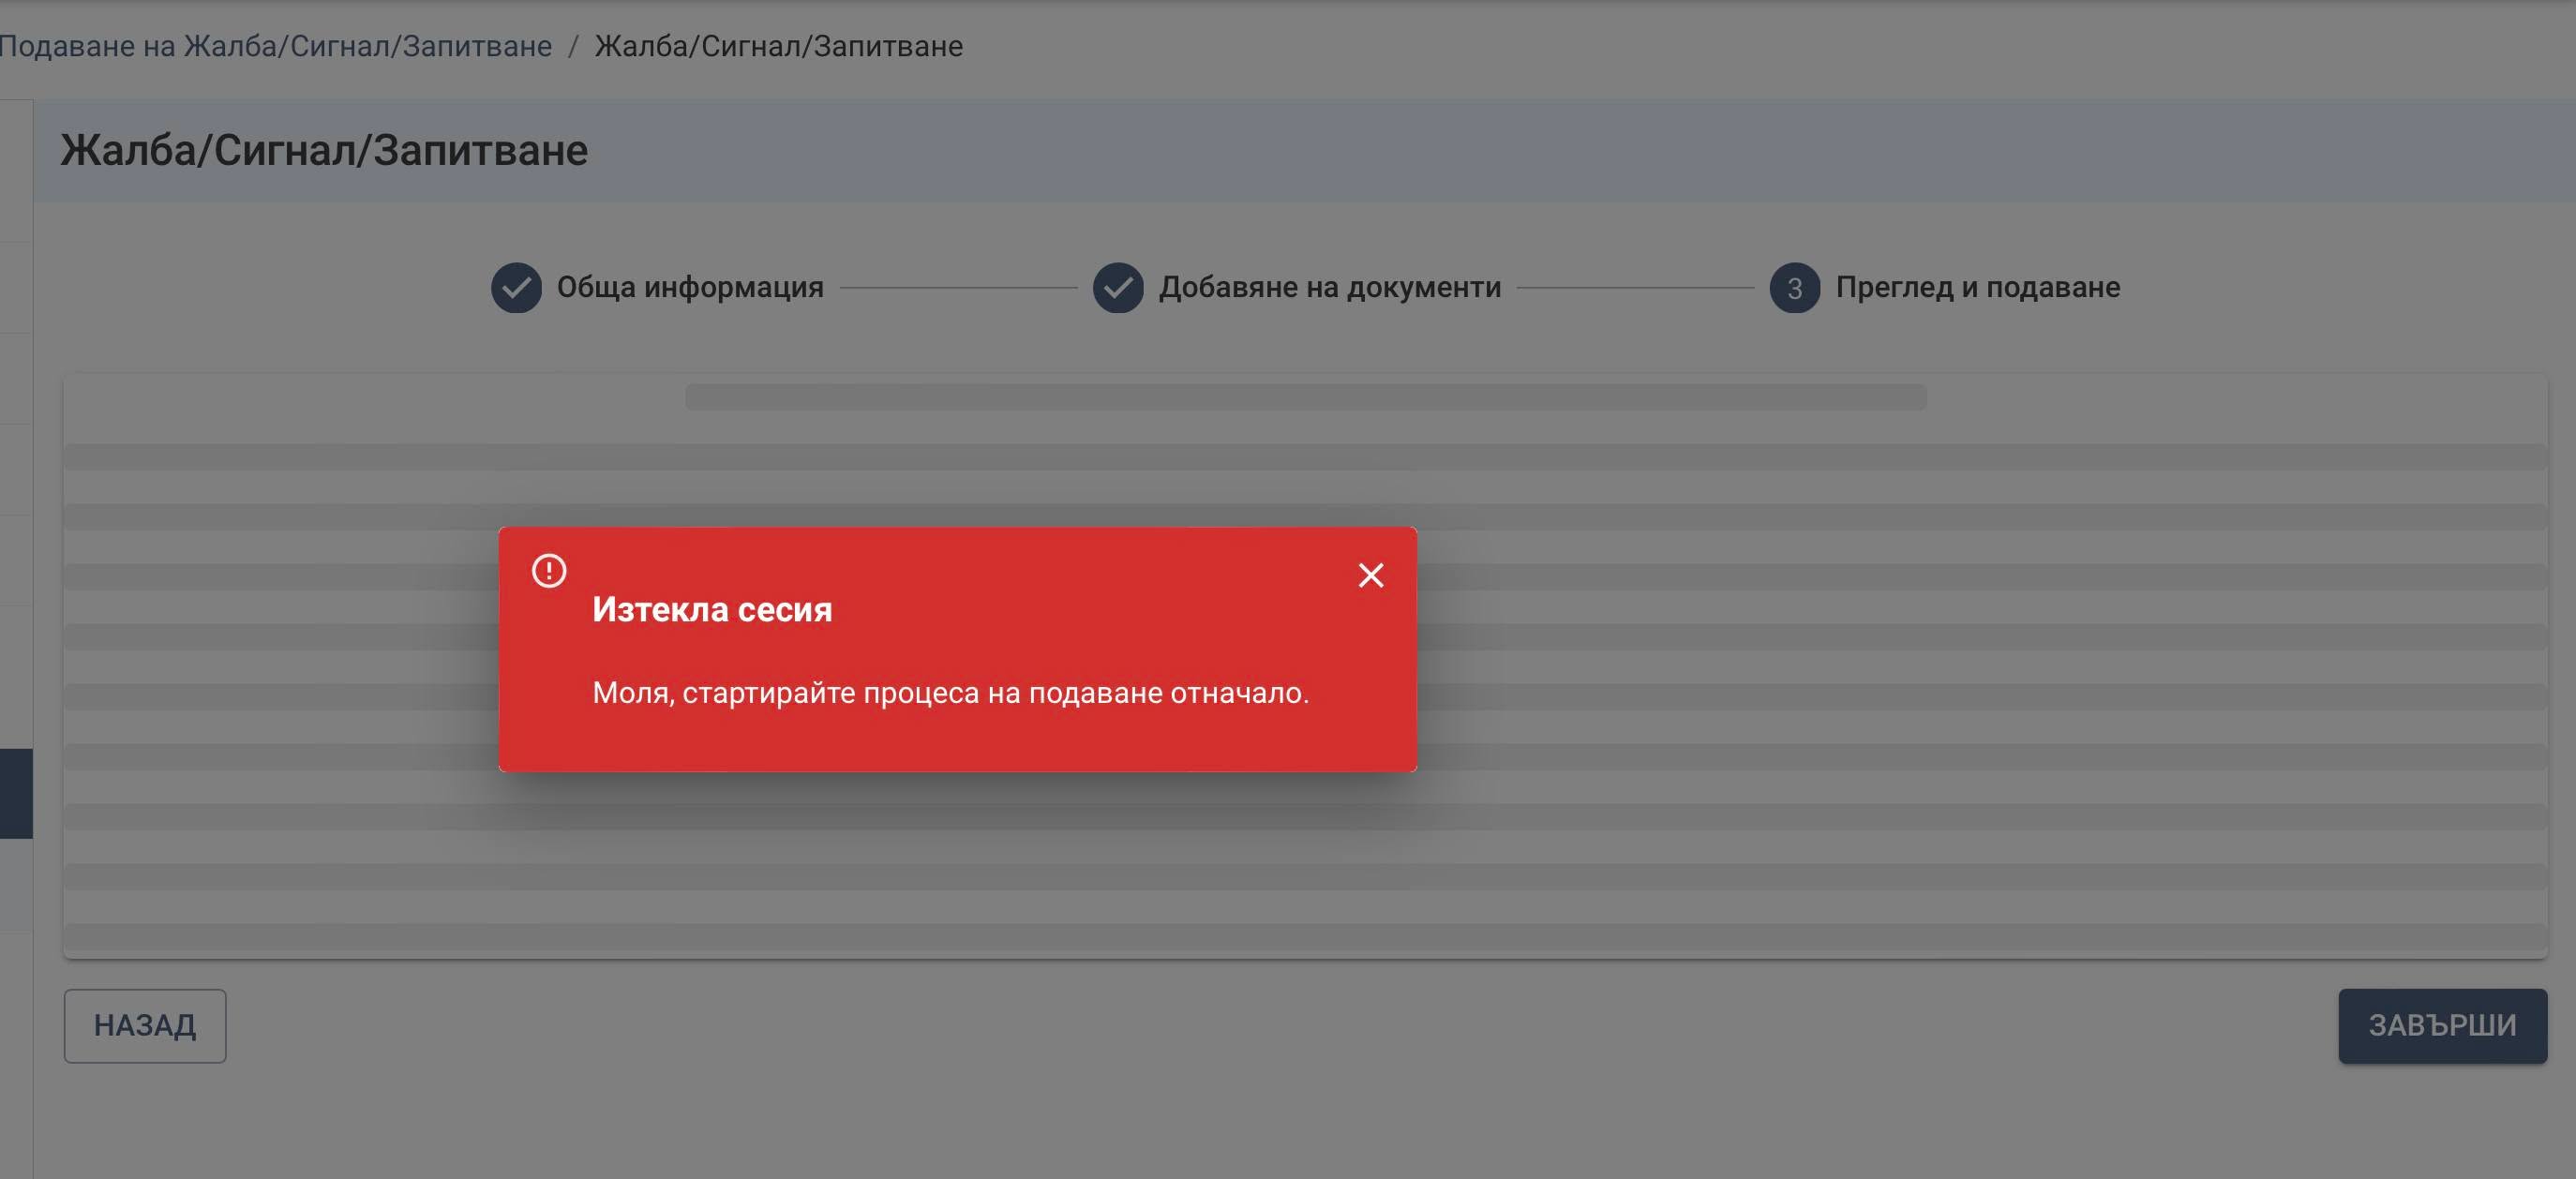 Подаване на Жалба/Сигнал/Запитване / Жалба/Сигнал/Запитване
Жалба/Сигнал/Запитване
Обща информация
Добавяне на документи
3 Преглед и подаване
Изтекла сесия
Моля, стартирайте процеса на подаване отначало.
НАЗАД
ЗАВЪРШИ